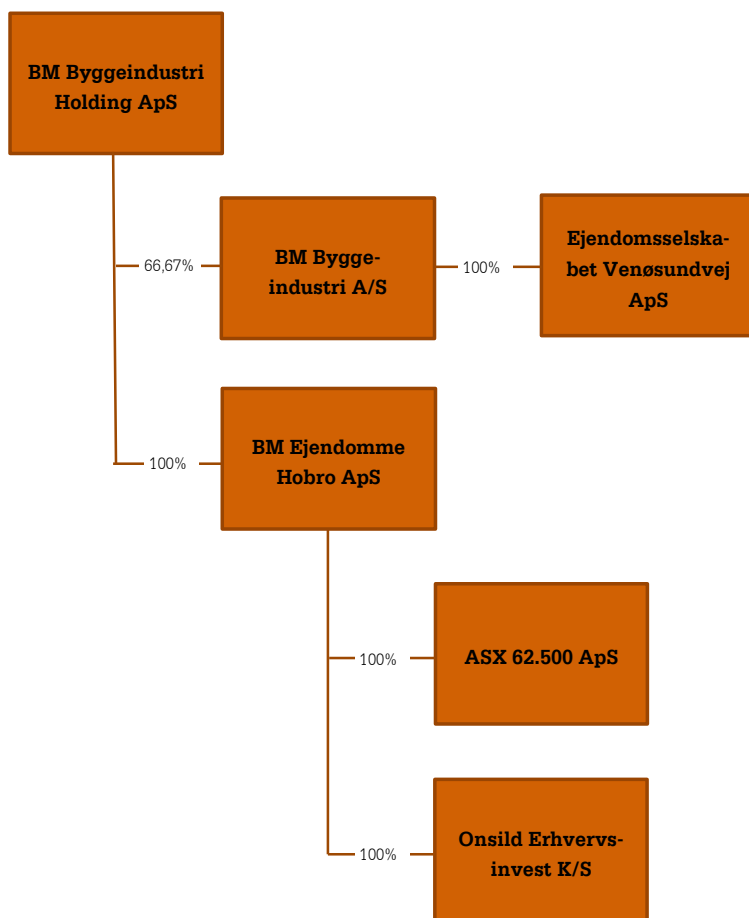 BM Byggeindustri
Holding ApS
66,67%
BM Bygge-
industri A/S
100%
Ejendomsselska-
bet Venøsundvej
ApS
100%
BM Ejendomme
Hobro ApS
100%
ASX 62.500 ApS
100%
Onsild Erhvervs-
invest K/S